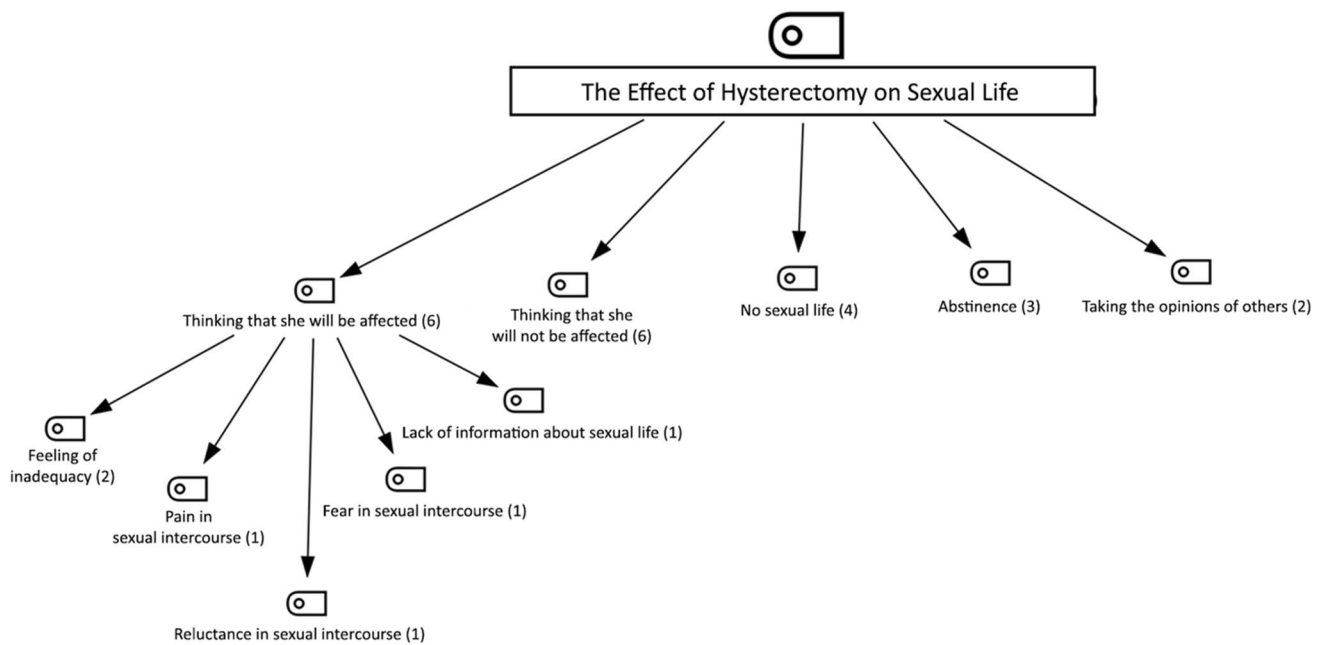 The Effect of Hysterectomy on Sexual Life
Thinking that she will be affected (6)
Thinking that she
will not be affected (6)
No sexual life (4)
Abstinence (3)
Taking the opinions of others (2)
Feeling of
inadequacy (2)
Pain in
sexual intercourse (1)
Reluctance in sexual intercourse (1)
Fear in sexual intercourse (1)
Lack of information about sexual life (1)